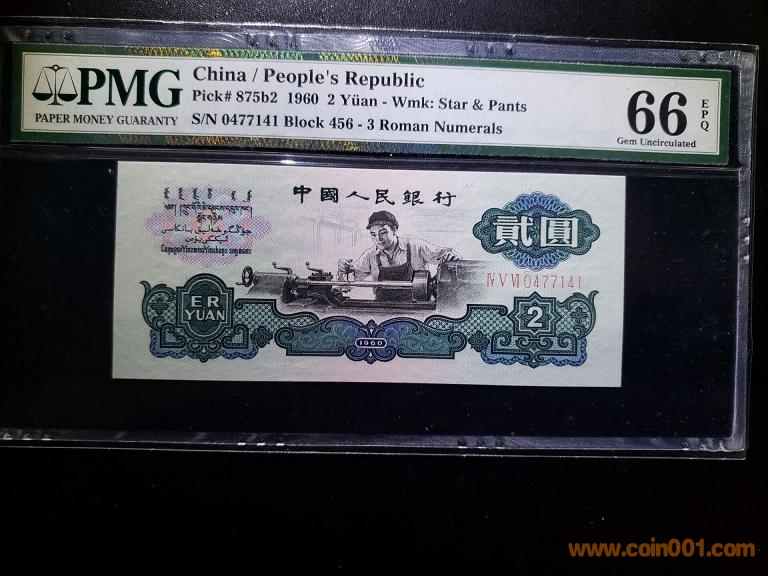 PMG
PAPER MONEY GUARANTY
China / People's Republic
Pick# 875b2 1960 2 Yüan - Wmk: Star & Pants
S/N 0477141 Block 456 - 3 Roman Numerals
66 EPQ
Gem Uncirculated
中國人民銀行
貳圓
ⅣⅤⅥ0477141
ER
YUAN
1960
2
www.coin001.com